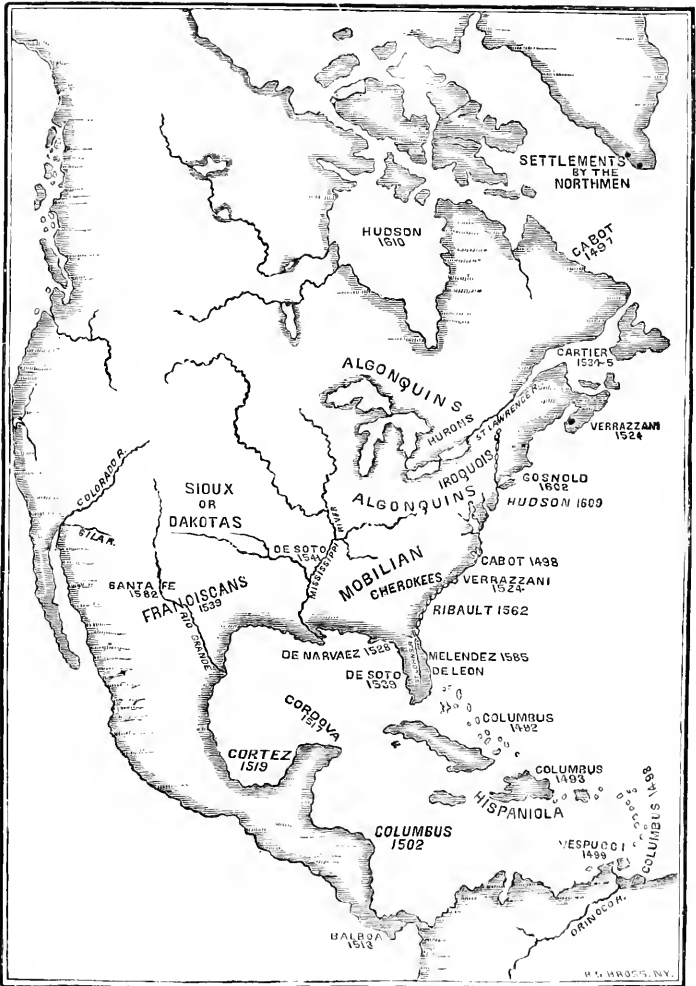 SETTLEMENTS
BY THE
NORTHMEN
HUDSON
1610
CABOT
1497
CARTIER
1534-5
ALGONQUINS
HURONS
ST LAWRENCE R.
VERRAZZANI
1524
IROQUOIS
GOSNOLD
1602
ALGONQUINS
HUDSON 1609
COLORADO R.
SIOUX
OR
DAKOTAS
GILA R.
RIVER
MISSISSIPPI
DE SOTO
1541
MOBILIAN
CHEROKEES
CABOT 1498
VERRAZZANI
1524
SANTA FE
1582
FRANCISCANS
1539
RIO GRANDE
RIBAULT 1562
DE NARVAEZ 1528
MELENDEZ 1585
DE LEON
DE SOTO
1539
CORDOVA
1517
COLUMBUS
1492
CORTEZ
1519
COLUMBUS
1493
HISPANIOLA
COLUMBUS 1498
COLUMBUS
1502
VESPUCCI
1499
ORINOCO R.
BALBOA
1513